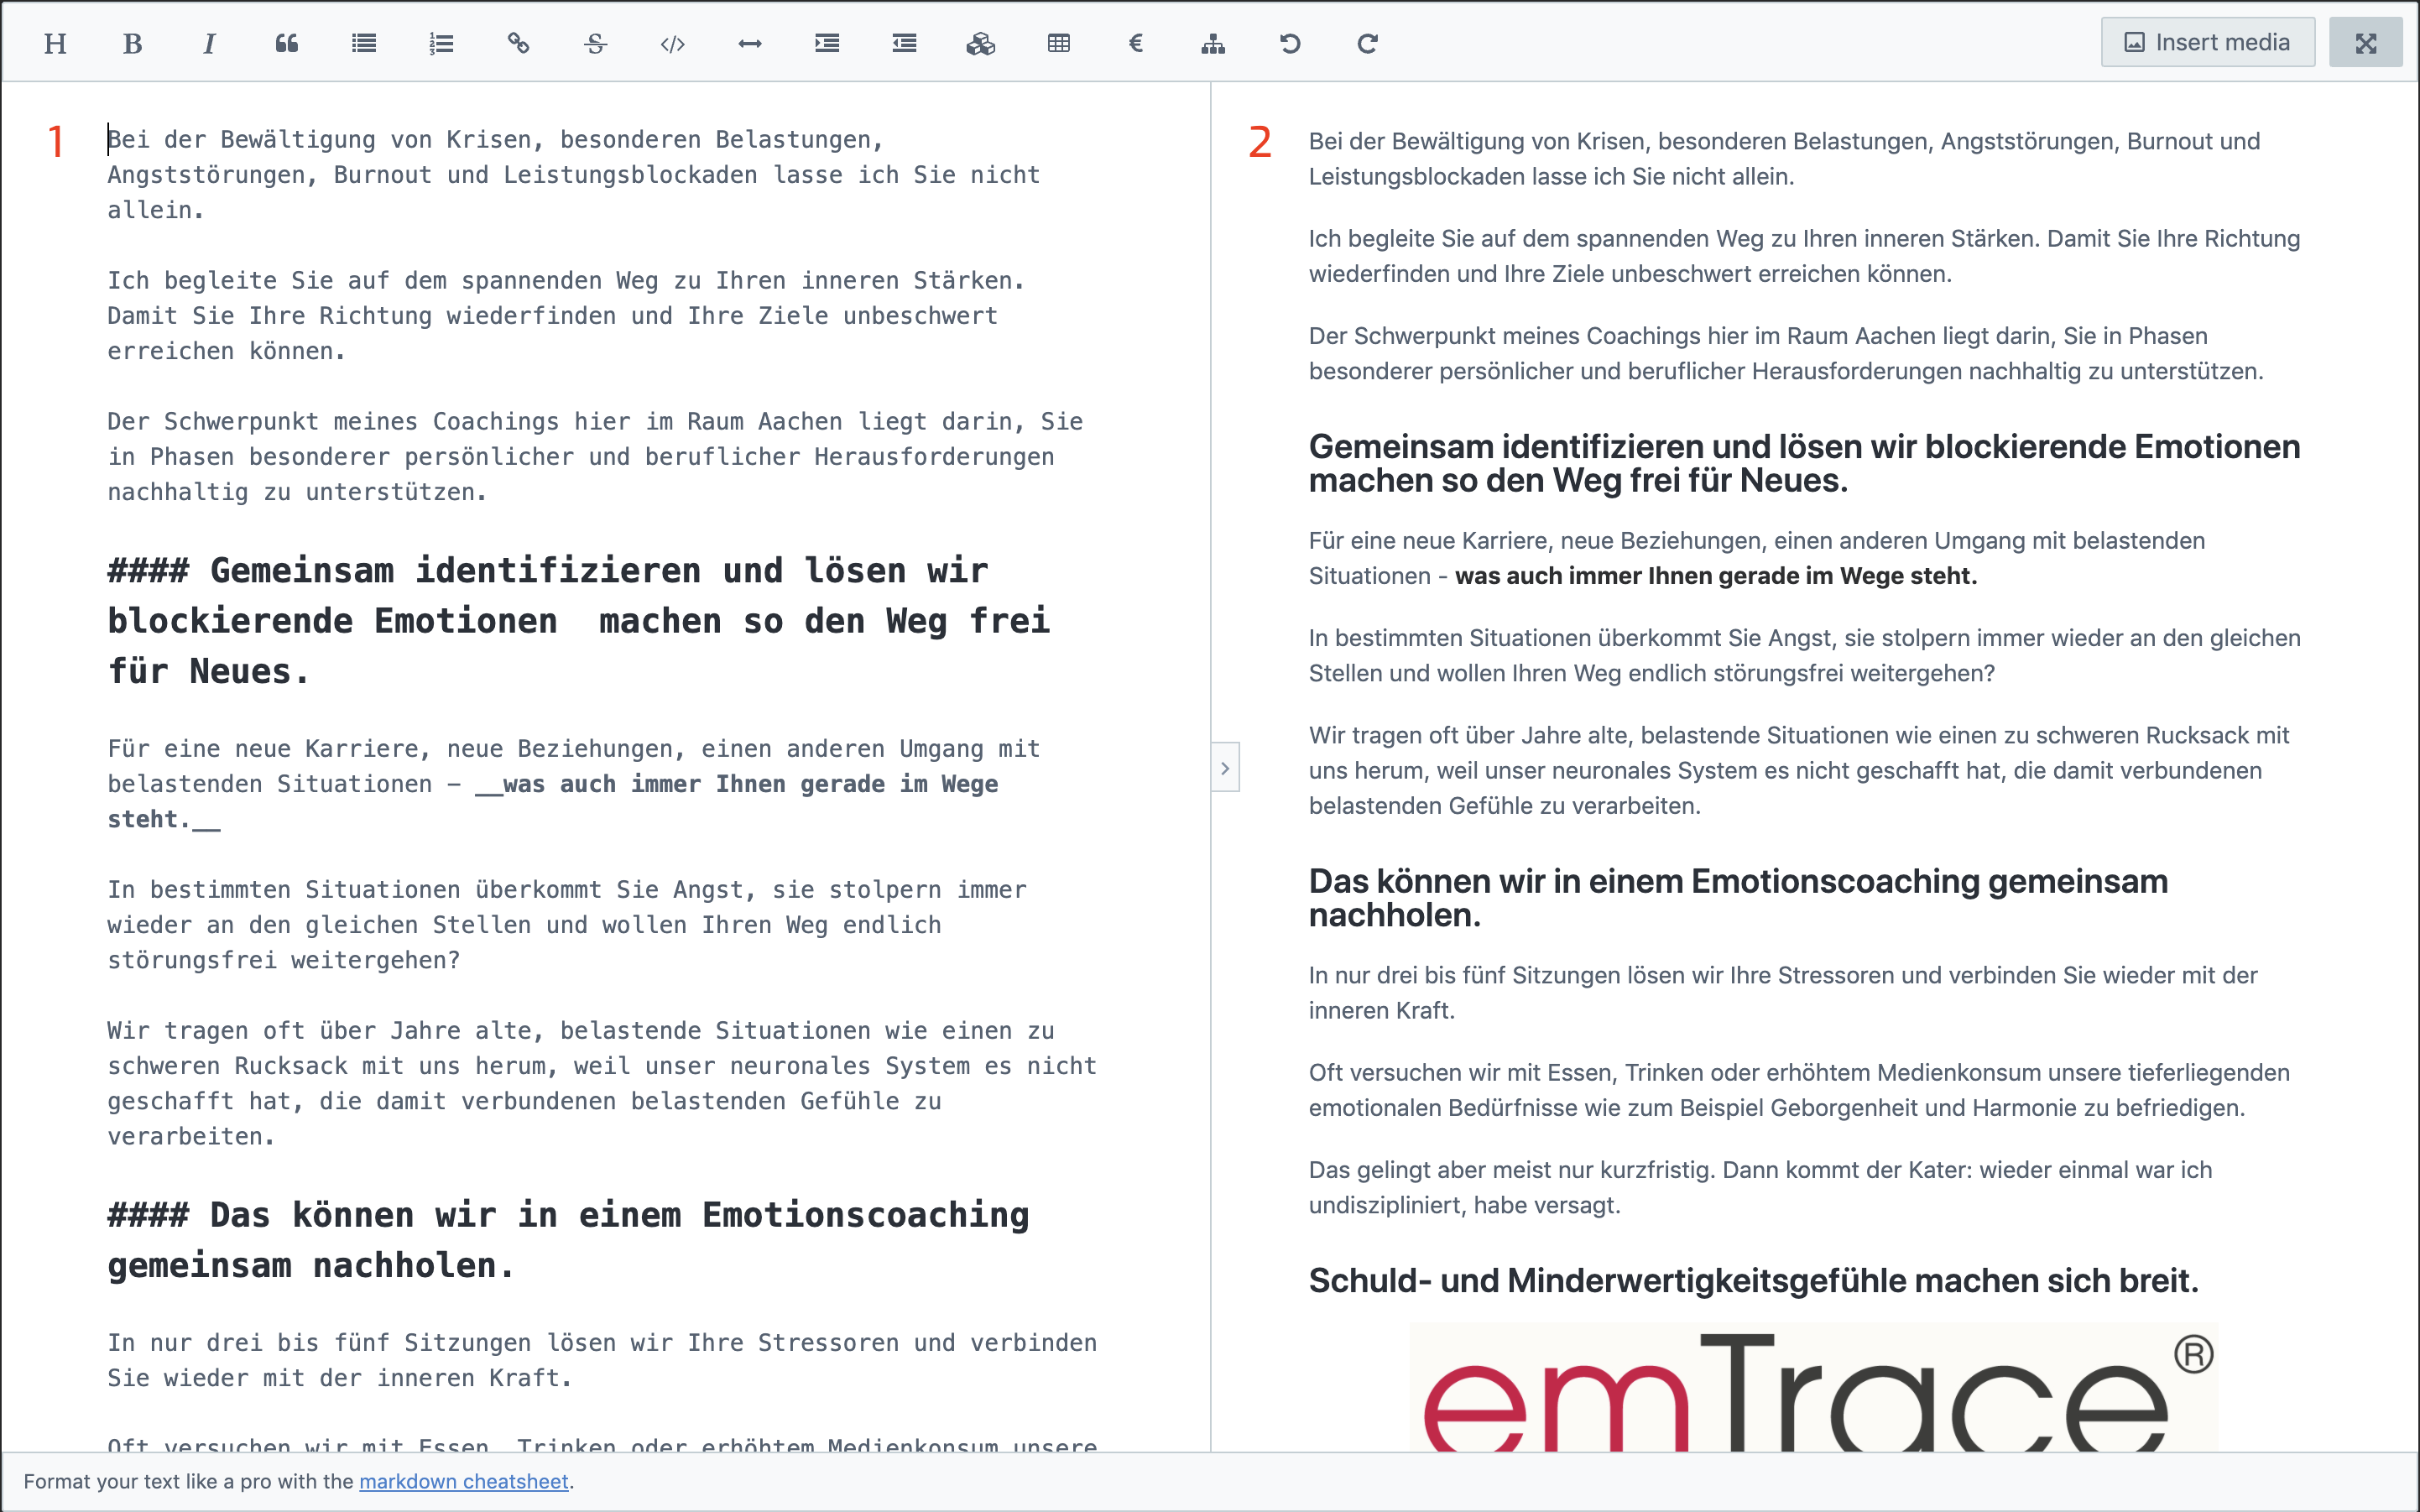 H B I S </> € Insert media
1
Bei der Bewältigung von Krisen, besonderen Belastungen,
Angststörungen, Burnout und Leistungsblockaden lasse ich Sie nicht
allein.
Ich begleite Sie auf dem spannenden Weg zu Ihren inneren Stärken.
Damit Sie Ihre Richtung wiederfinden und Ihre Ziele unbeschwert
erreichen können.
Der Schwerpunkt meines Coachings hier im Raum Aachen liegt darin, Sie
in Phasen besonderer persönlicher und beruflicher Herausforderungen
nachhaltig zu unterstützen.
#### Gemeinsam identifizieren und lösen wir
blockierende Emotionen  machen so den Weg frei
für Neues.
Für eine neue Karriere, neue Beziehungen, einen anderen Umgang mit
belastenden Situationen – __was auch immer Ihnen gerade im Wege
steht.__
In bestimmten Situationen überkommt Sie Angst, sie stolpern immer
wieder an den gleichen Stellen und wollen Ihren Weg endlich
störungsfrei weitergehen?
Wir tragen oft über Jahre alte, belastende Situationen wie einen zu
schweren Rucksack mit uns herum, weil unser neuronales System es nicht
geschafft hat, die damit verbundenen belastenden Gefühle zu
verarbeiten.
#### Das können wir in einem Emotionscoaching
gemeinsam nachholen.
In nur drei bis fünf Sitzungen lösen wir Ihre Stressoren und verbinden
Sie wieder mit der inneren Kraft.
Oft versuchen wir mit Essen, Trinken oder erhöhtem Medienkonsum unsere
2
Bei der Bewältigung von Krisen, besonderen Belastungen, Angststörungen, Burnout und
Leistungsblockaden lasse ich Sie nicht allein.
Ich begleite Sie auf dem spannenden Weg zu Ihren inneren Stärken. Damit Sie Ihre Richtung
wiederfinden und Ihre Ziele unbeschwert erreichen können.
Der Schwerpunkt meines Coachings hier im Raum Aachen liegt darin, Sie in Phasen
besonderer persönlicher und beruflicher Herausforderungen nachhaltig zu unterstützen.
Gemeinsam identifizieren und lösen wir blockierende Emotionen
machen so den Weg frei für Neues.
Für eine neue Karriere, neue Beziehungen, einen anderen Umgang mit belastenden
Situationen - was auch immer Ihnen gerade im Wege steht.
In bestimmten Situationen überkommt Sie Angst, sie stolpern immer wieder an den gleichen
Stellen und wollen Ihren Weg endlich störungsfrei weitergehen?
Wir tragen oft über Jahre alte, belastende Situationen wie einen zu schweren Rucksack mit
uns herum, weil unser neuronales System es nicht geschafft hat, die damit verbundenen
belastenden Gefühle zu verarbeiten.
Das können wir in einem Emotionscoaching gemeinsam
nachholen.
In nur drei bis fünf Sitzungen lösen wir Ihre Stressoren und verbinden Sie wieder mit der
inneren Kraft.
Oft versuchen wir mit Essen, Trinken oder erhöhtem Medienkonsum unsere tieferliegenden
emotionalen Bedürfnisse wie zum Beispiel Geborgenheit und Harmonie zu befriedigen.
Das gelingt aber meist nur kurzfristig. Dann kommt der Kater: wieder einmal war ich
undiszipliniert, habe versagt.
Schuld- und Minderwertigkeitsgefühle machen sich breit.
emTrace®
Format your text like a pro with the markdown cheatsheet.